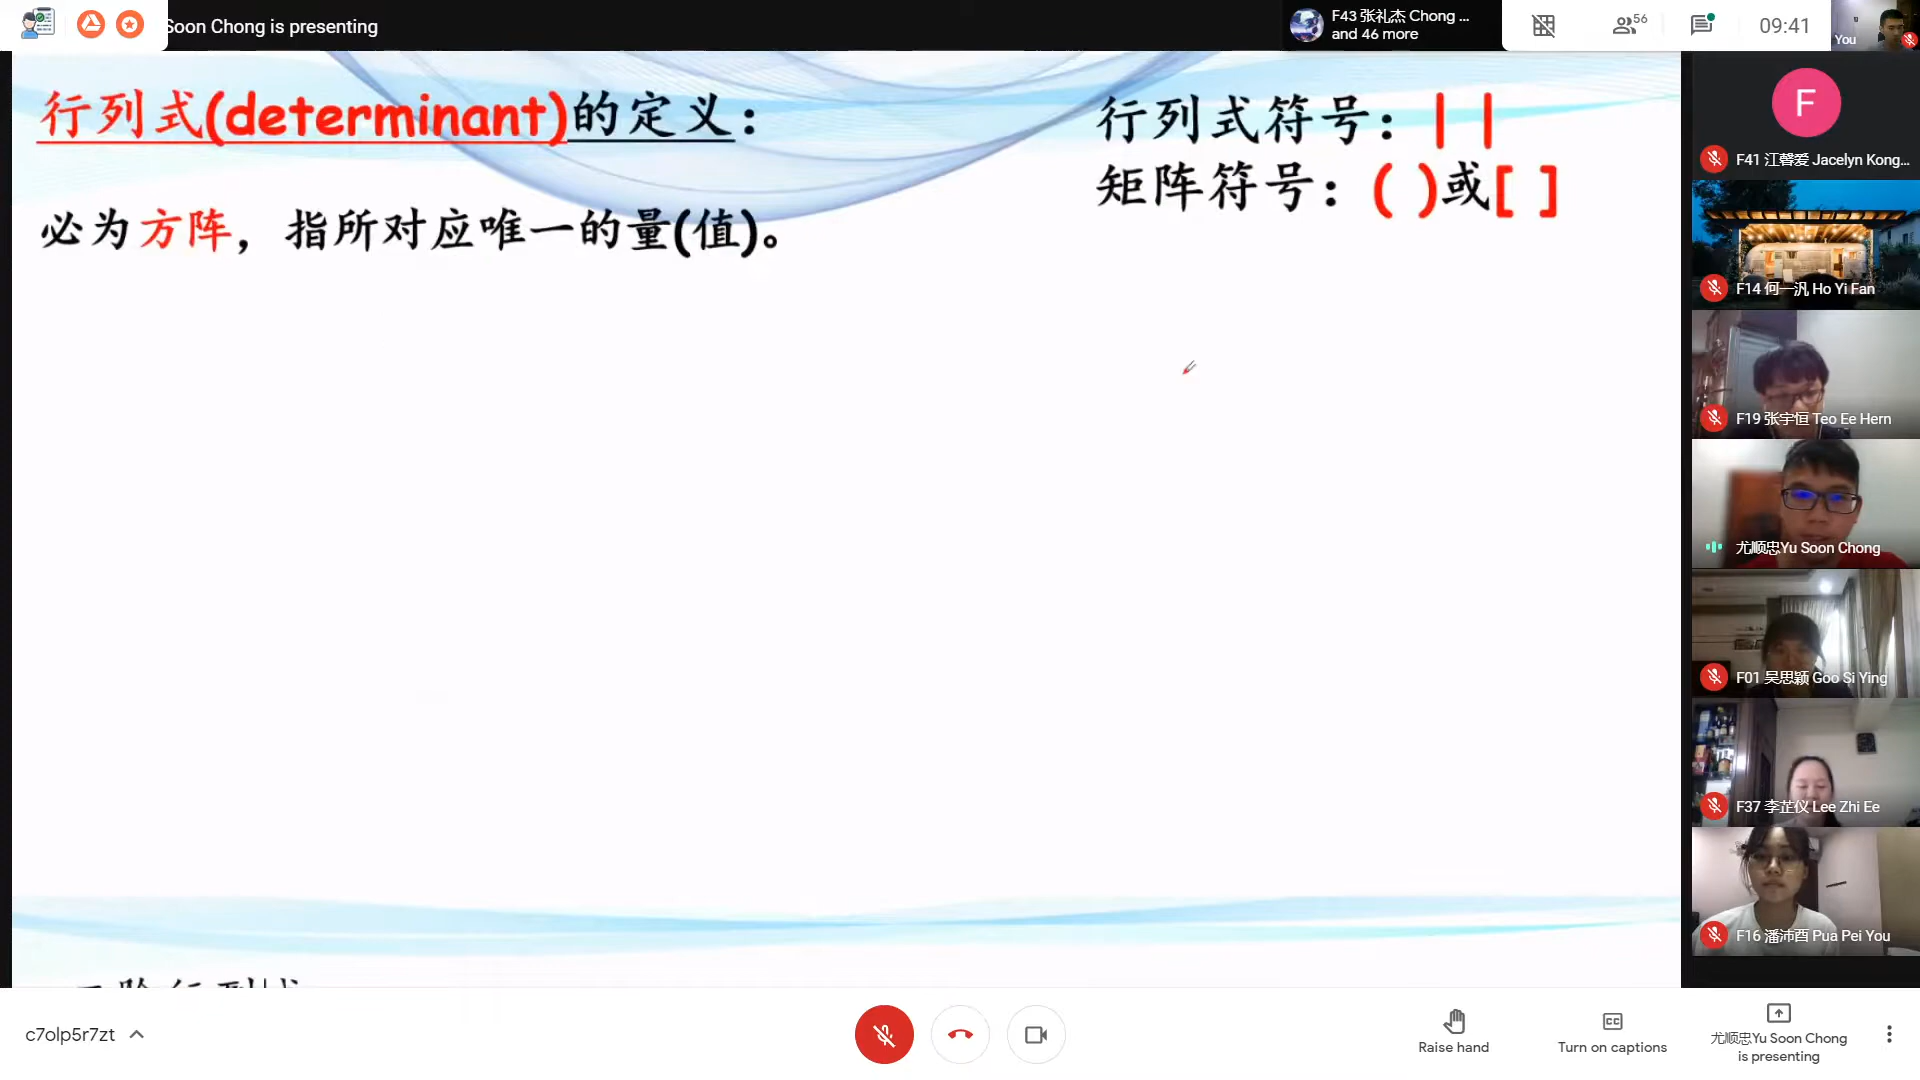 Soon Chong is presenting
F43 张礼杰 Chong ...
and 46 more
56
09:41
You
行列式(determinant)的定义：
必为方阵，指所对应唯一的量(值)。
行列式符号：| |
矩阵符号：( )或[ ]
F
F41 江馨爱 Jacelyn Kong...
F14 何一汎 Ho Yi Fan
F19 张宇恒 Teo Ee Hern
尤顺忠Yu Soon Chong
F01 吴思颖 Goo Si Ying
F37 李芷仪 Lee Zhi Ee
F16 潘沛酉 Pua Pei You
c7olp5r7zt
Raise hand
Turn on captions
尤顺忠Yu Soon Chong
is presenting